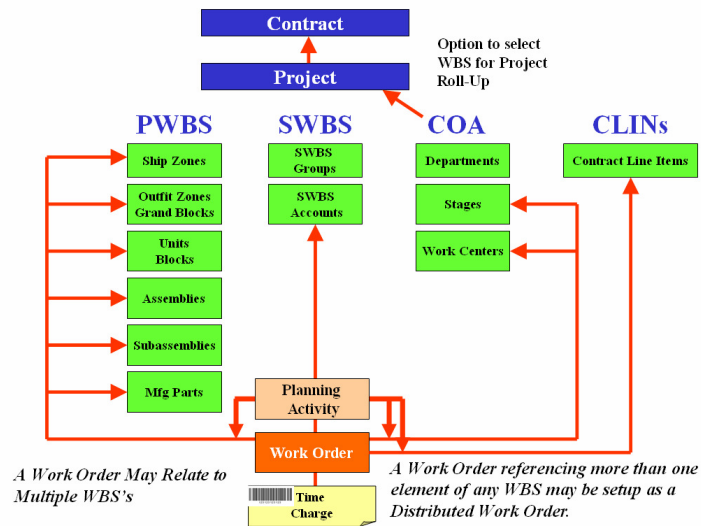 Contract
Project
Option to select
WBS for Project
Roll-Up
PWBS
SWBS
COA
CLINs
Ship Zones
SWBS
Groups
Departments
Contract Line Items
Outfit Zones
Grand Blocks
SWBS
Accounts
Stages
Units
Blocks
Work Centers
Assemblies
Subassemblies
Mfg Parts
Planning
Activity
Work Order
A Work Order May Relate to
Multiple WBS's
A Work Order referencing more than one
element of any WBS may be setup as a
Distributed Work Order.
Time
Charge